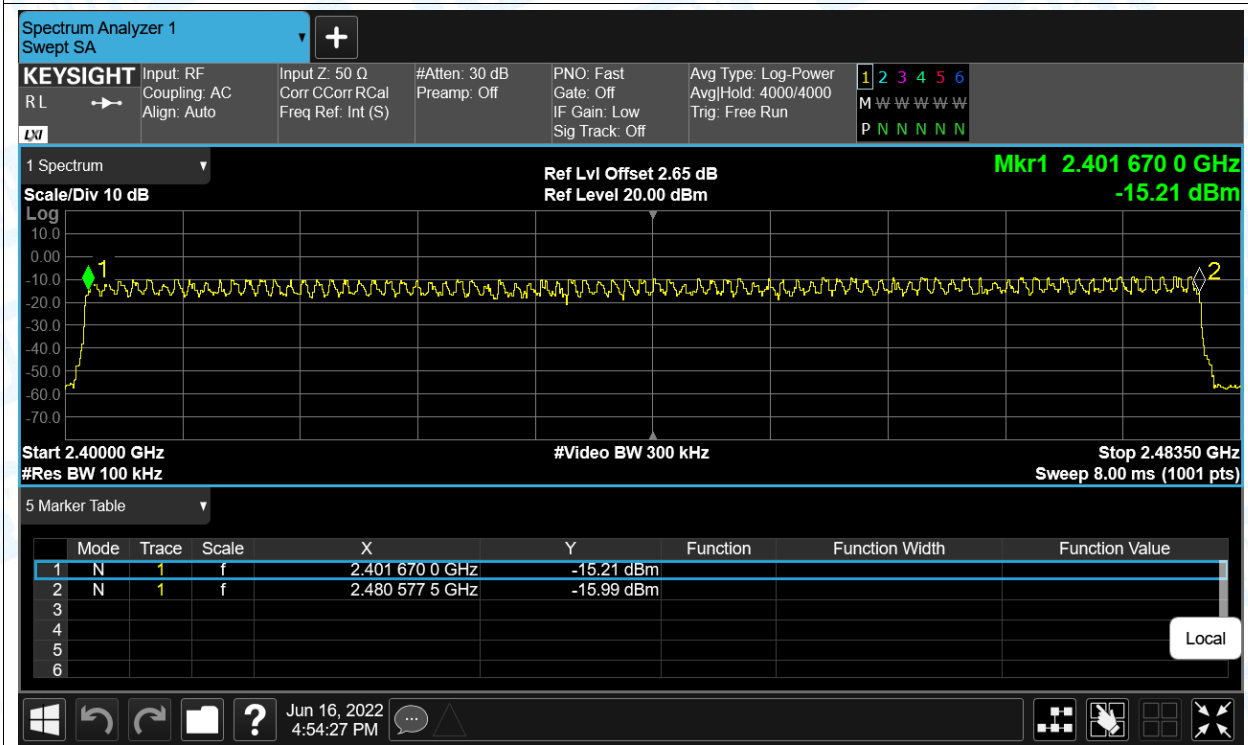 Spectrum Analyzer 1
Swept SA
KEYSIGHT
R L
LXI
Input: RF
Coupling: AC
Align: Auto
Input Z: 50 Ω
Corr CCorr RCal
Freq Ref: Int (S)
#Atten: 30 dB
Preamp: Off
PNO: Fast
Gate: Off
IF Gain: Low
Sig Track: Off
Avg Type: Log-Power
Avg|Hold: 4000/4000
Trig: Free Run
1 2 3 4 5 6
M W W W W W
P N N N N N
1 Spectrum
Scale/Div 10 dB
Ref Lvl Offset 2.65 dB
Ref Level 20.00 dBm
Mkr1 2.401 670 0 GHz
-15.21 dBm
Log
10.0
0.00
-10.0
-20.0
-30.0
-40.0
-50.0
-60.0
-70.0
1
2
Start 2.40000 GHz
#Res BW 100 kHz
#Video BW 300 kHz
Stop 2.48350 GHz
Sweep 8.00 ms (1001 pts)
5 Marker Table
Mode Trace Scale X Y Function Function Width Function Value
1 N 1 f 2.401 670 0 GHz -15.21 dBm
2 N 1 f 2.480 577 5 GHz -15.99 dBm
3
4
5
6
Local
?
Jun 16, 2022
4:54:27 PM